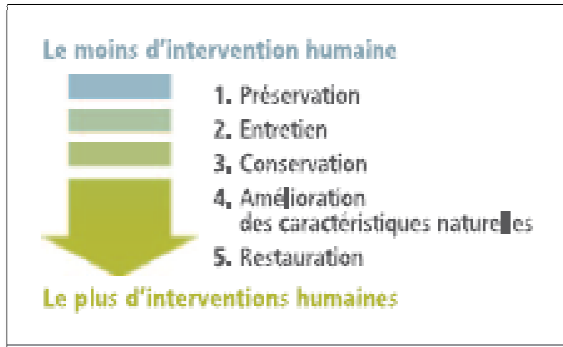 Le moins d'intervention humaine
1. Préservation
2. Entretien
3. Conservation
4. Amélioration
des caractéristiques naturelles
5. Restauration
Le plus d'interventions humaines